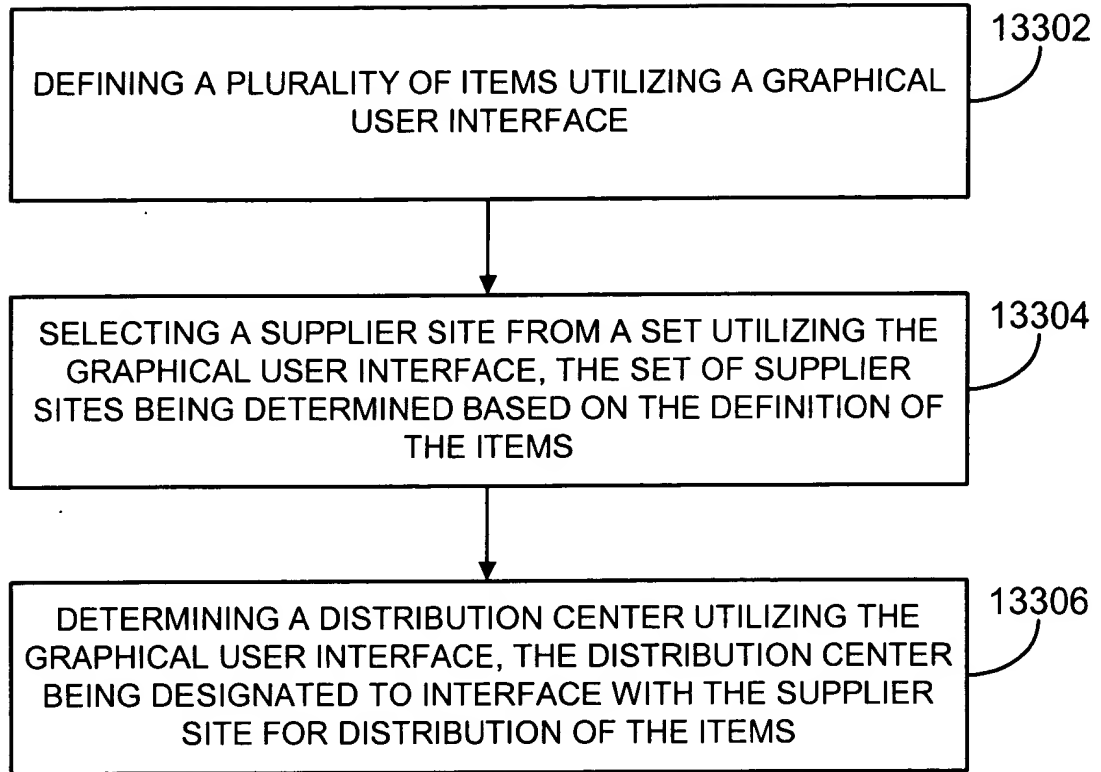 13302
DEFINING A PLURALITY OF ITEMS UTILIZING A GRAPHICAL
USER INTERFACE
13304
SELECTING A SUPPLIER SITE FROM A SET UTILIZING THE
GRAPHICAL USER INTERFACE, THE SET OF SUPPLIER
SITES BEING DETERMINED BASED ON THE DEFINITION OF
THE ITEMS
13306
DETERMINING A DISTRIBUTION CENTER UTILIZING THE
GRAPHICAL USER INTERFACE, THE DISTRIBUTION CENTER
BEING DESIGNATED TO INTERFACE WITH THE SUPPLIER
SITE FOR DISTRIBUTION OF THE ITEMS